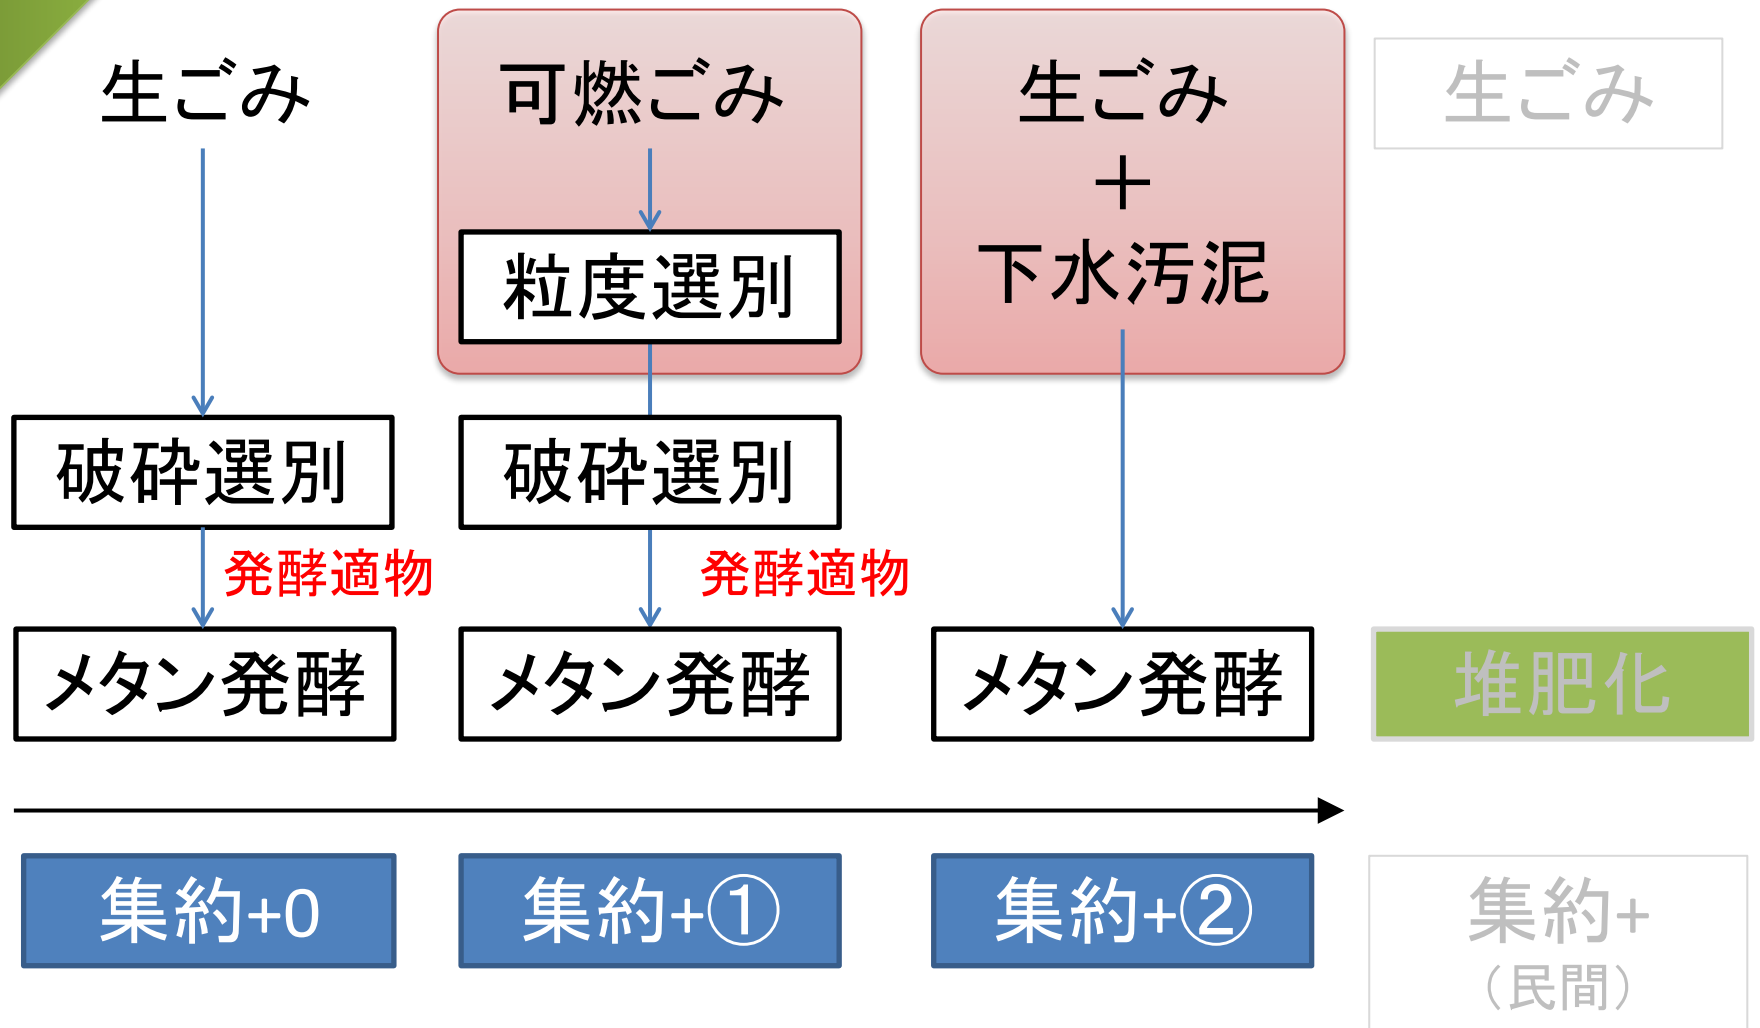 生ごみ
可燃ごみ
生ごみ
＋
下水汚泥
生ごみ
粒度選別
破砕選別
破砕選別
発酵適物
発酵適物
メタン発酵
メタン発酵
メタン発酵
堆肥化
集約+0
集約+①
集約+②
集約+
（民間）